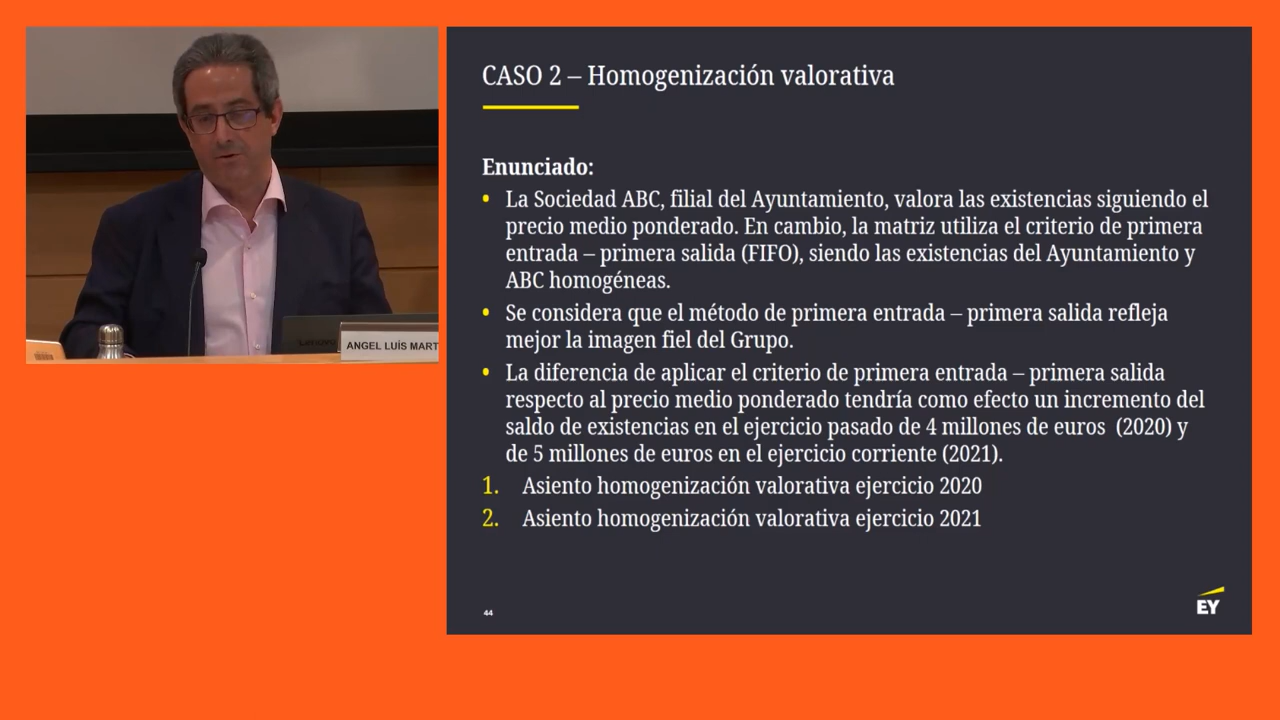 CASO 2 – Homogenización valorativa
Enunciado:
• La Sociedad ABC, filial del Ayuntamiento, valora las existencias siguiendo el
precio medio ponderado. En cambio, la matriz utiliza el criterio de primera
entrada – primera salida (FIFO), siendo las existencias del Ayuntamiento y
ABC homogéneas.
• Se considera que el método de primera entrada – primera salida refleja
mejor la imagen fiel del Grupo.
• La diferencia de aplicar el criterio de primera entrada – primera salida
respecto al precio medio ponderado tendría como efecto un incremento del
saldo de existencias en el ejercicio pasado de 4 millones de euros (2020) y
de 5 millones de euros en el ejercicio corriente (2021).
1. Asiento homogenización valorativa ejercicio 2020
2. Asiento homogenización valorativa ejercicio 2021
44
EY
Lenovo
ANGEL LUÍS MART